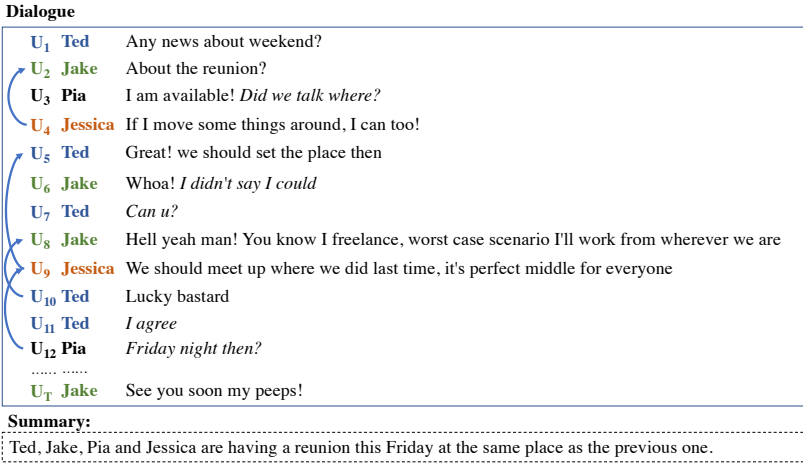 Dialogue
U1 Ted Any news about weekend?
U2 Jake About the reunion?
U3 Pia I am available! Did we talk where?
U4 Jessica If I move some things around, I can too!
U5 Ted Great! we should set the place then
U6 Jake Whoa! I didn't say I could
U7 Ted Can u?
U8 Jake Hell yeah man! You know I freelance, worst case scenario I'll work from wherever we are
U9 Jessica We should meet up where we did last time, it's perfect middle for everyone
U10 Ted Lucky bastard
U11 Ted I agree
U12 Pia Friday night then?
...... ......
UT Jake See you soon my peeps!
Summary:
Ted, Jake, Pia and Jessica are having a reunion this Friday at the same place as the previous one.